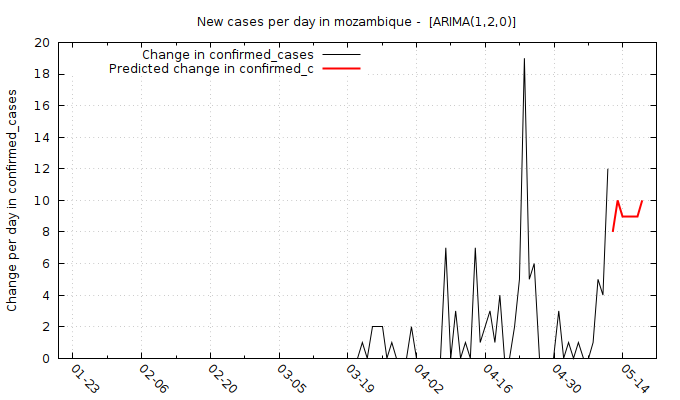 New cases per day in mozambique -  [ARIMA(1,2,0)]
Change in confirmed_cases
Predicted change in confirmed_c
Change per day in confirmed_cases
20
18
16
14
12
10
8
6
4
2
0
01-23 02-06 02-20 03-05 03-19 04-02 04-16 04-30 05-14